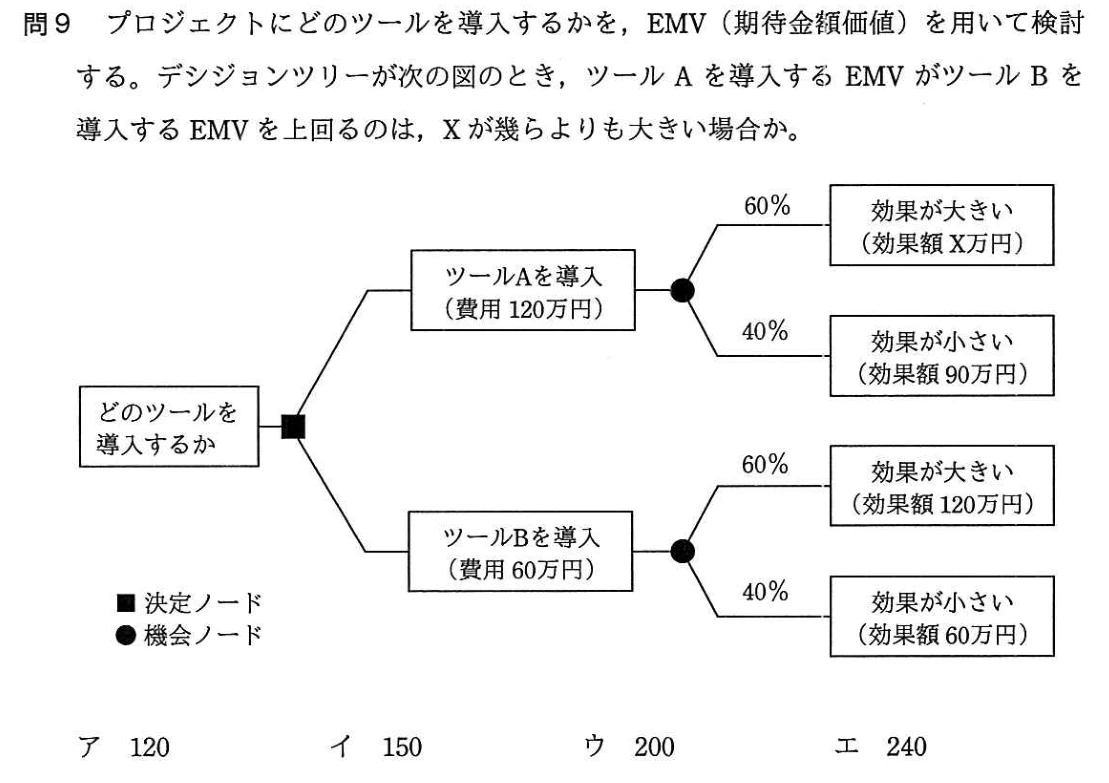 問9 プロジェクトにどのツールを導入するかを，EMV（期待金額価値）を用いて検討
する。デシジョンツリーが次の図のとき，ツール A を導入する EMV がツール B を
導入する EMV を上回るのは，X が幾らよりも大きい場合か。
60%
効果が大きい
（効果額 X万円）
ツールAを導入
（費用 120万円）
40%
効果が小さい
（効果額 90万円）
どのツールを
導入するか
60%
効果が大きい
（効果額 120万円）
ツールBを導入
（費用 60万円）
40%
効果が小さい
（効果額 60万円）
■ 決定ノード
● 機会ノード
ア 120 イ 150 ウ 200 エ 240